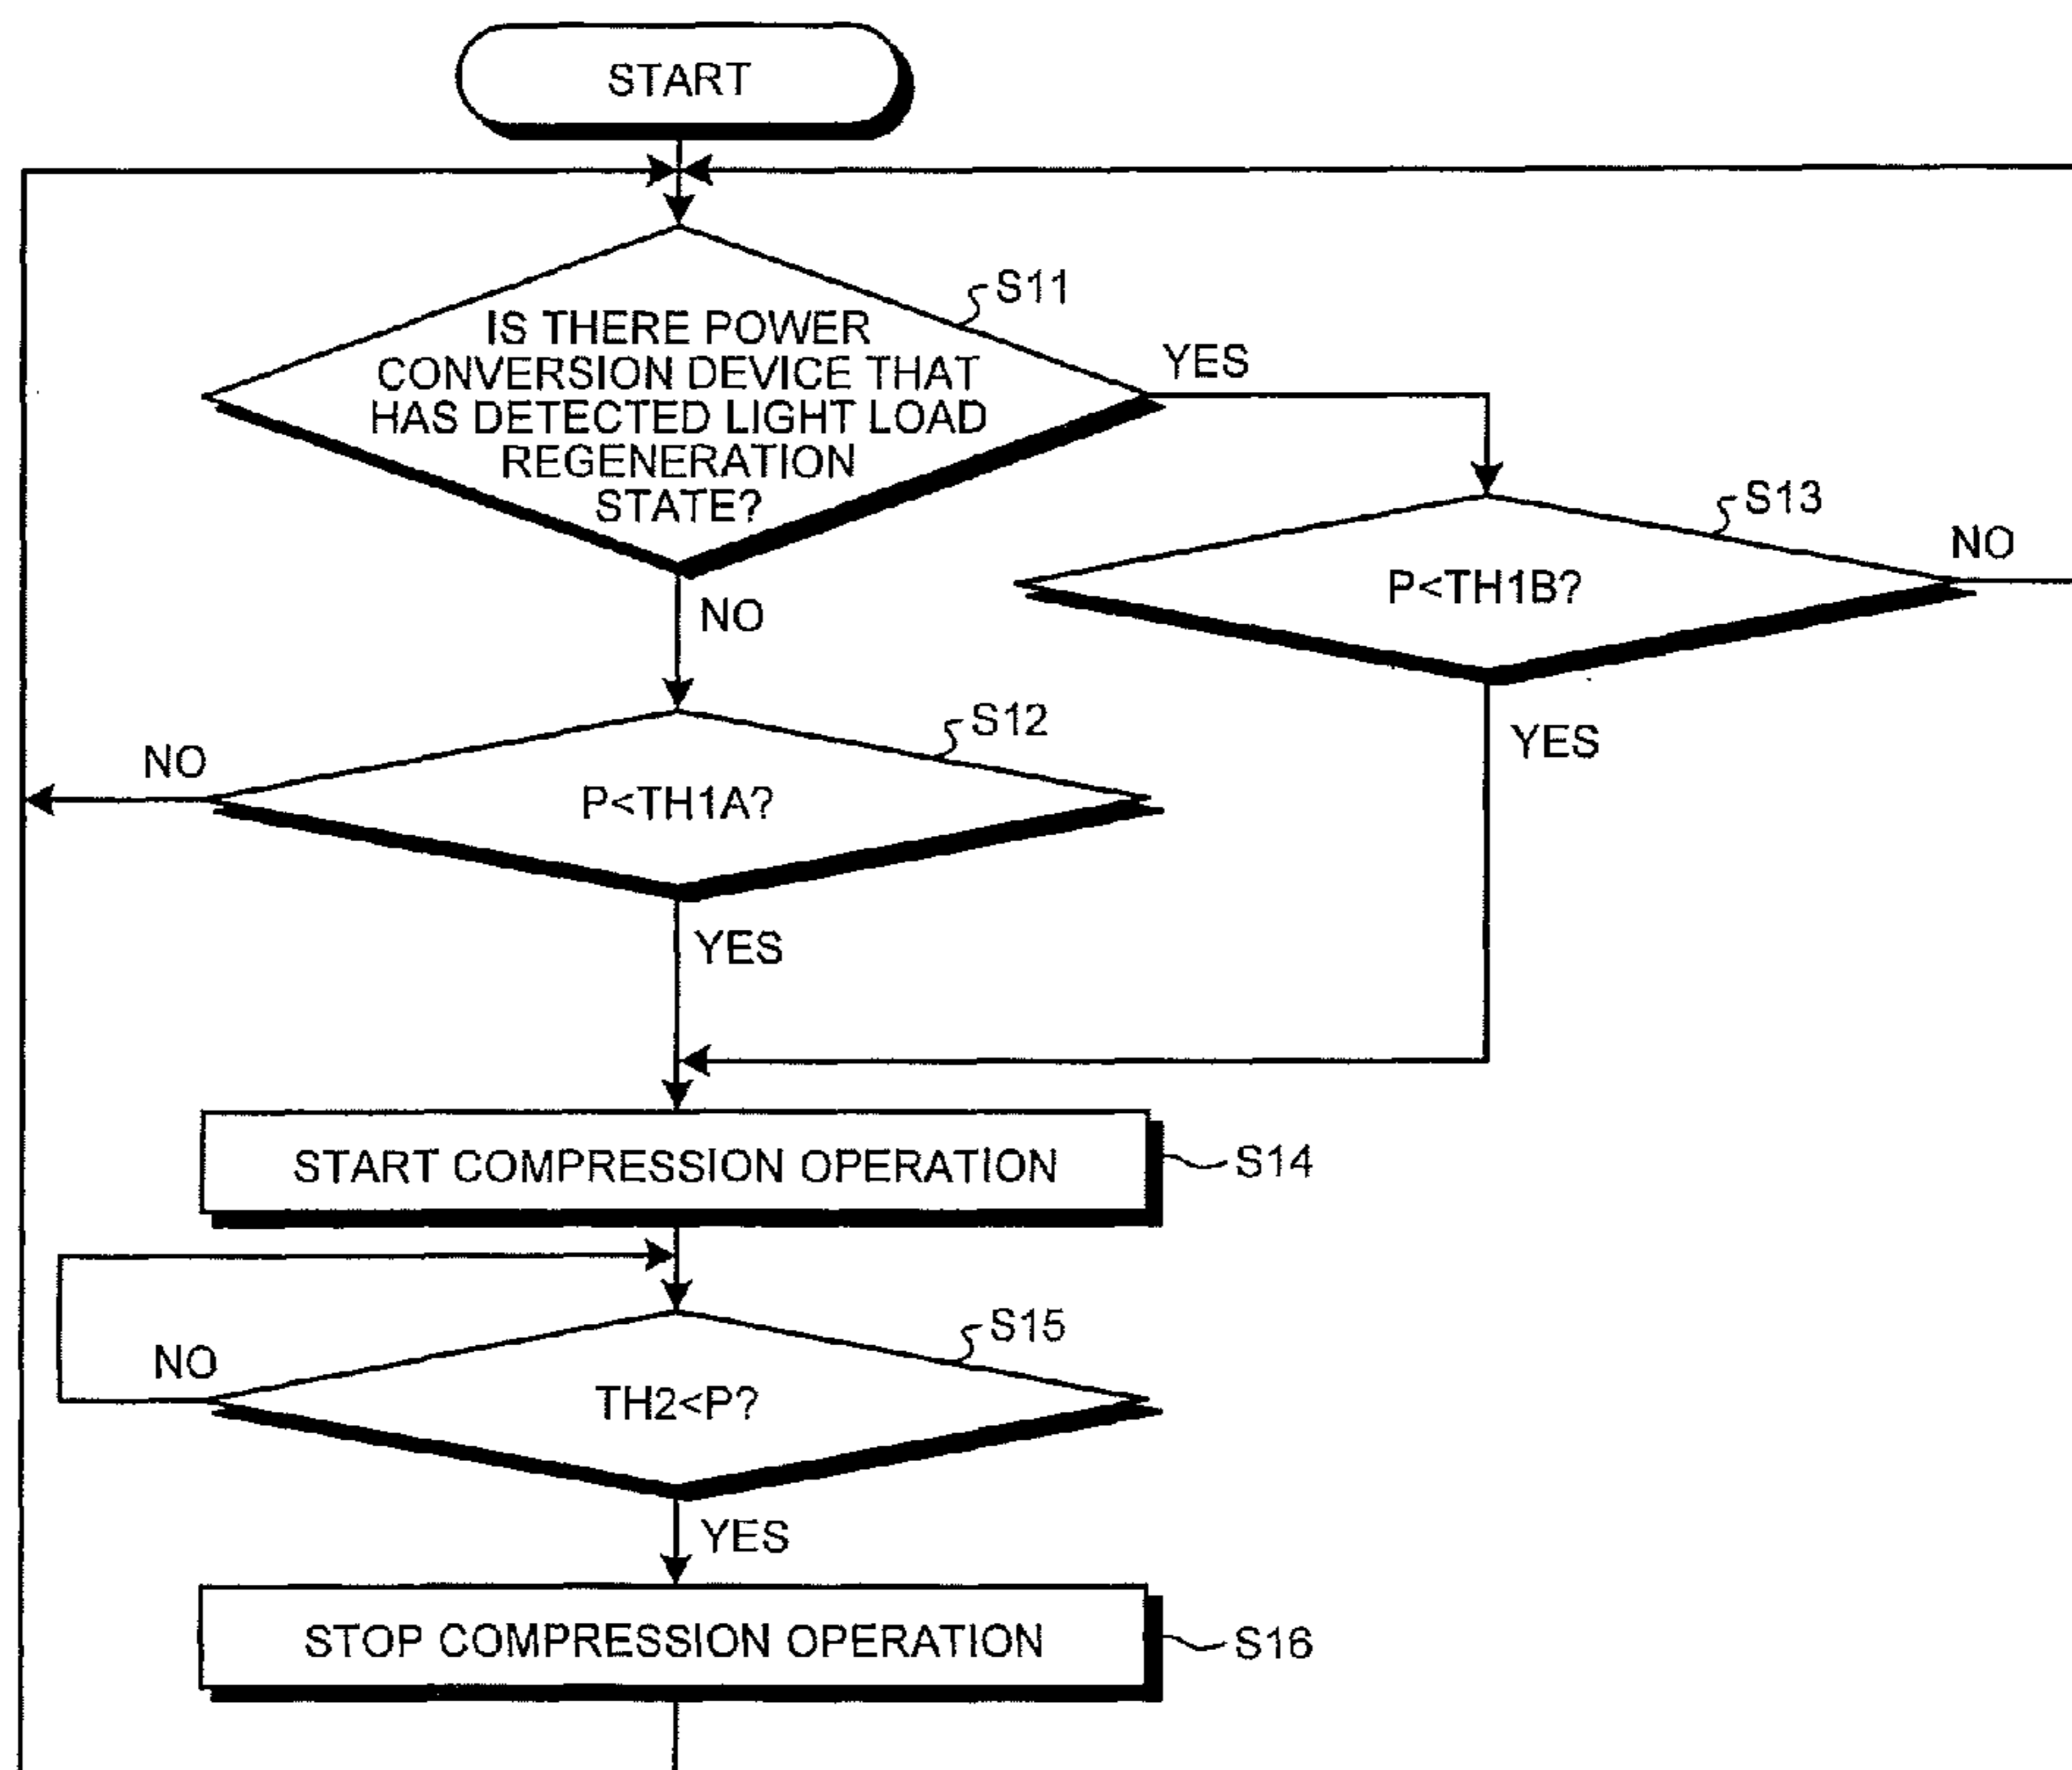 START
S11
IS THERE POWER
CONVERSION DEVICE THAT
HAS DETECTED LIGHT LOAD
REGENERATION
STATE?
YES
NO
S13
P<TH1B?
NO
YES
S12
P<TH1A?
NO
YES
START COMPRESSION OPERATION
S14
S15
TH2<P?
NO
YES
STOP COMPRESSION OPERATION
S16